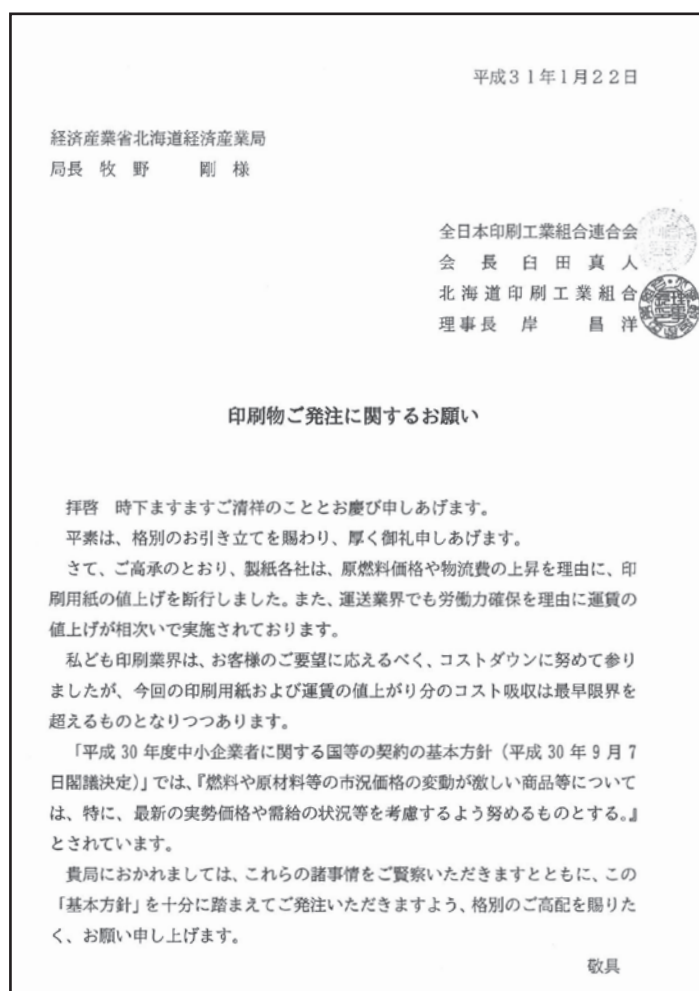 平成31年1月22日
経済産業省北海道経済産業局
局長 牧 野 剛 様
全日本印刷工業組合連合会
会 長 臼 田 真 人
北海道印刷工業組合
理事長 岸 昌 洋
印刷物ご発注に関するお願い
拝啓 時下ますますご清祥のこととお慶び申しあげます。
平素は、格別のお引き立てを賜わり、厚く御礼申しあげます。
さて、ご高承のとおり、製紙各社は、原燃料価格や物流費の上昇を理由に、印
刷用紙の値上げを断行しました。また、運送業界でも労働力確保を理由に運賃の
値上げが相次いで実施されております。
私ども印刷業界は、お客様のご要望に応えるべく、コストダウンに努めて参り
ましたが、今回の印刷用紙および運賃の値上がり分のコスト吸収は最早限界を
超えるものとなりつつあります。
「平成 30 年度中小企業者に関する国等の契約の基本方針(平成 30 年 9 月 7
日閣議決定)」では、『燃料や原材料等の市況価格の変動が激しい商品等について
は、特に、最新の実勢価格や需給の状況等を考慮するよう努めるものとする。』
とされています。
貴局におかれましては、これらの諸事情をご賢察いただきますとともに、この
「基本方針」を十分に踏まえてご発注いただきますよう、格別のご高配を賜りた
く、お願い申し上げます。
敬具